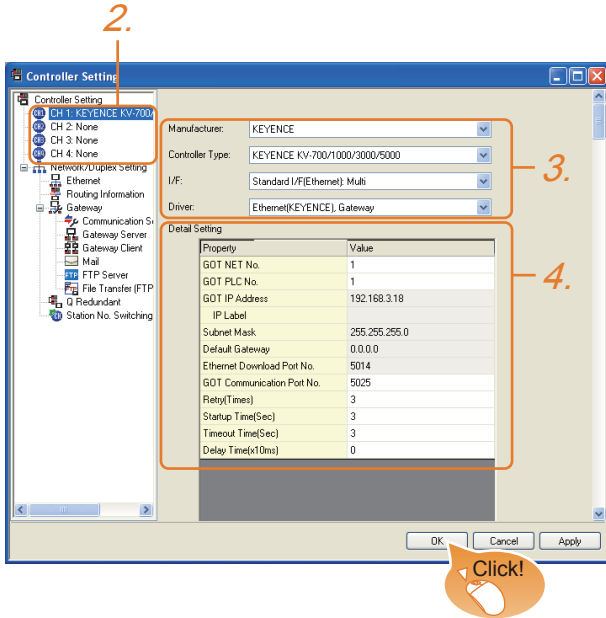 2.
Controller Setting
Controller Setting
CH 1: KEYENCE KV-700/
CH 2: None
CH 3: None
CH 4: None
Network/Duplex Setting
Ethernet
Routing Information
Gateway
Communication S
Gateway Server
Gateway Client
Mail
FTP Server
File Transfer (FTP
Q Redundant
Station No. Switching
Manufacturer: KEYENCE
Controller Type: KEYENCE KV-700/1000/3000/5000
I/F: Standard I/F(Ethernet): Multi
Driver: Ethernet(KEYENCE), Gateway
3.
Detail Setting
Property Value
GOT NET No. 1
GOT PLC No. 1
GOT IP Address 192.168.3.18
IP Label
Subnet Mask 255.255.255.0
Default Gateway 0.0.0.0
Ethernet Download Port No. 5014
GOT Communication Port No. 5025
Retry(Times) 3
Startup Time(Sec) 3
Timeout Time(Sec) 3
Delay Time(x10ms) 0
4.
OK Cancel Apply
Click!